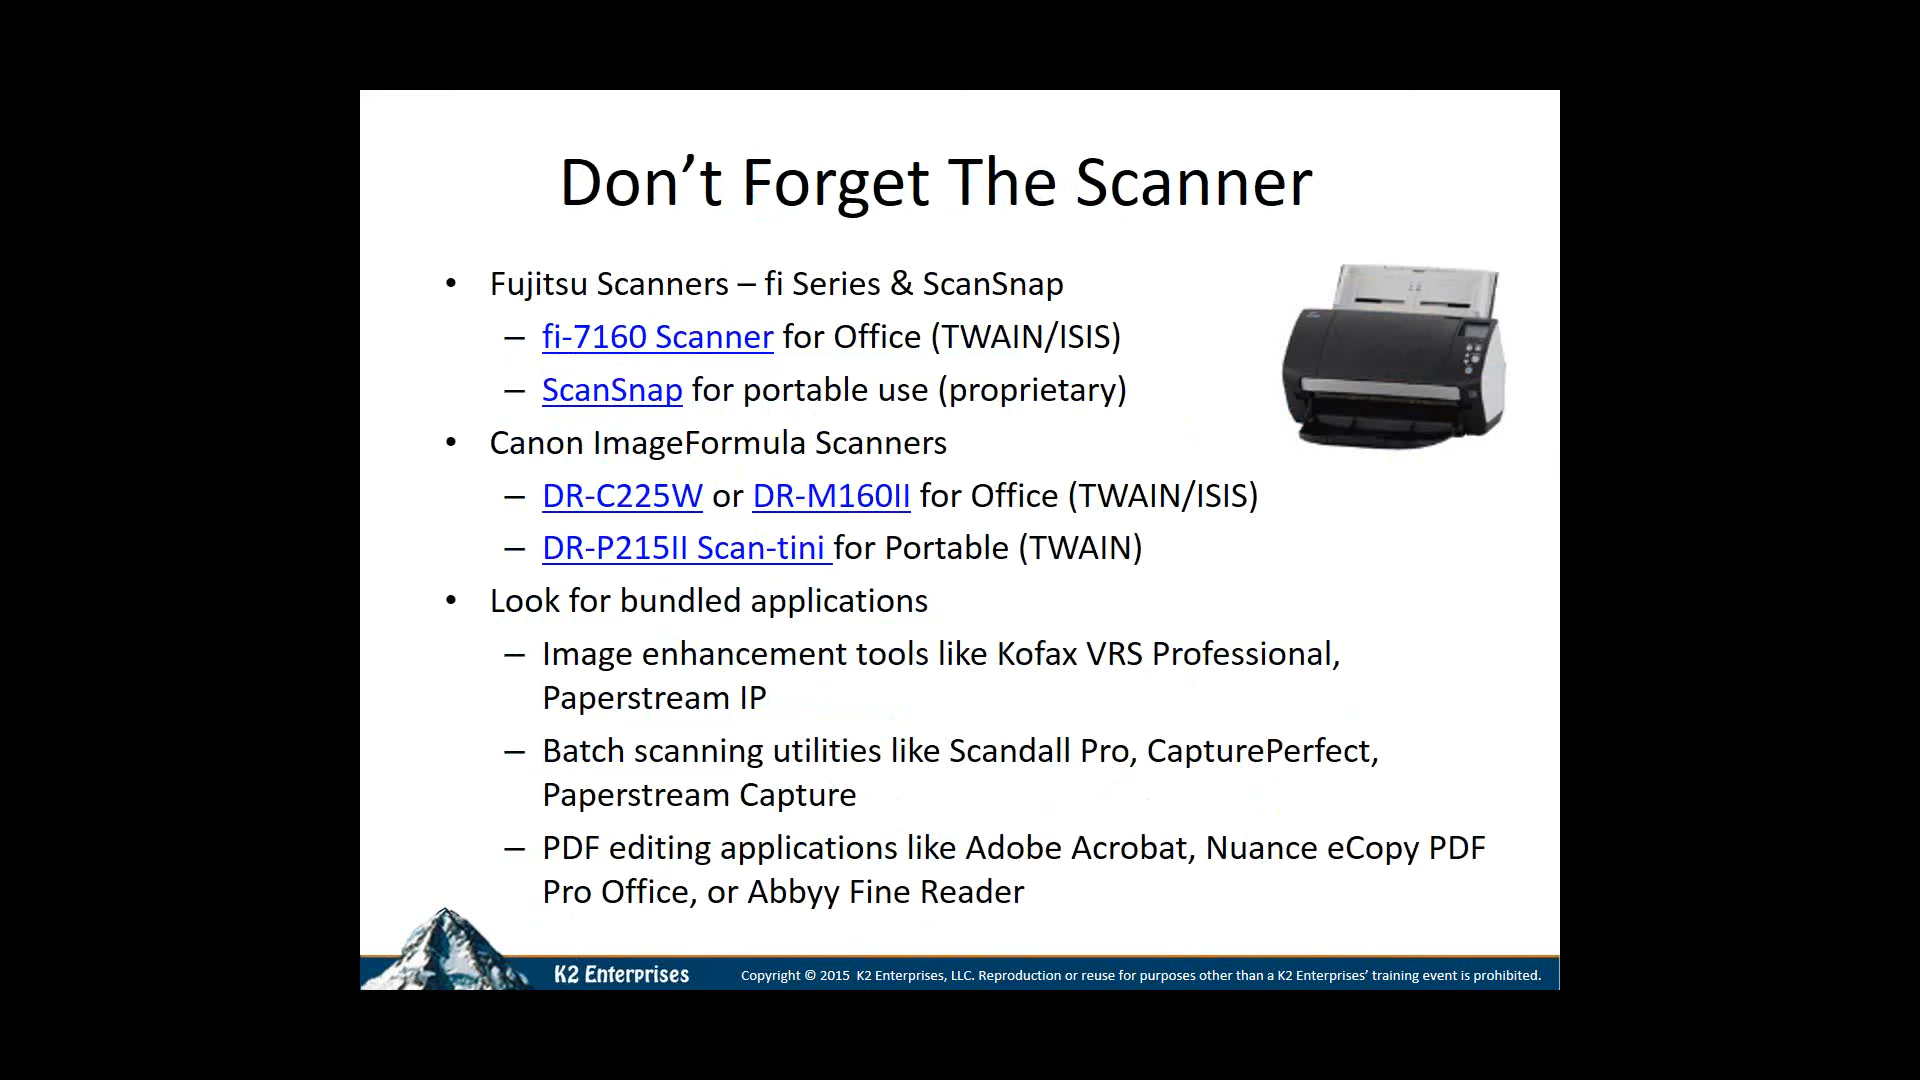 Don’t Forget The Scanner
• Fujitsu Scanners – fi Series & ScanSnap
– fi-7160 Scanner for Office (TWAIN/ISIS)
– ScanSnap for portable use (proprietary)
• Canon ImageFormula Scanners
– DR-C225W or DR-M160II for Office (TWAIN/ISIS)
– DR-P215II Scan-tini for Portable (TWAIN)
• Look for bundled applications
– Image enhancement tools like Kofax VRS Professional,
Paperstream IP
– Batch scanning utilities like Scandall Pro, CapturePerfect,
Paperstream Capture
– PDF editing applications like Adobe Acrobat, Nuance eCopy PDF
Pro Office, or Abbyy Fine Reader
K2 Enterprises
Copyright © 2015 K2 Enterprises, LLC. Reproduction or reuse for purposes other than a K2 Enterprises’ training event is prohibited.